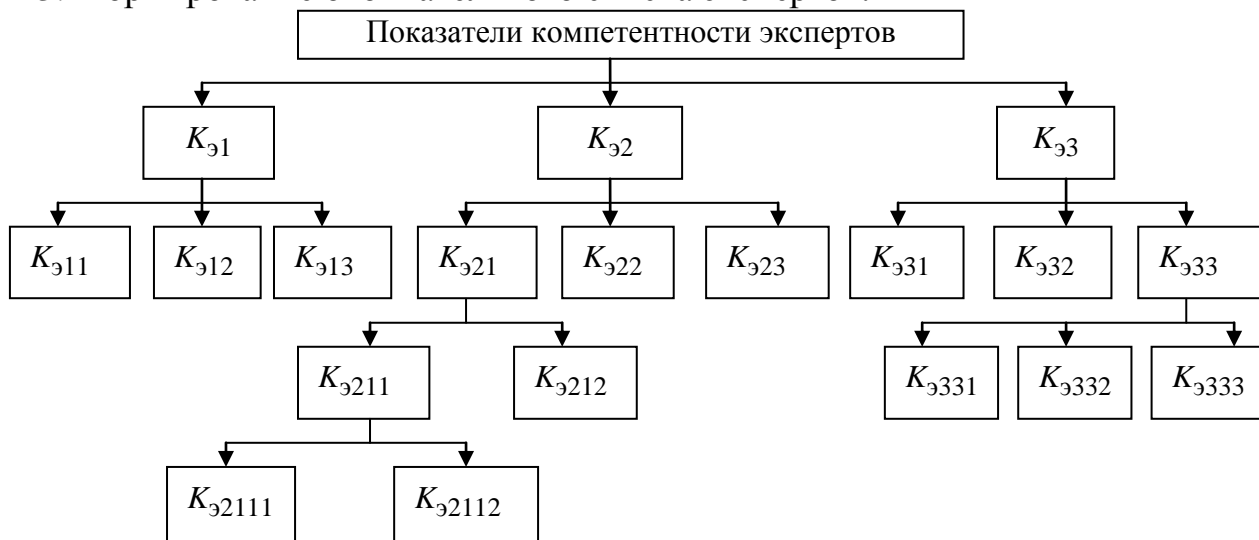 Показатели компетентности экспертов
Kэ1 Kэ2 Kэ3
Kэ11 Kэ12 Kэ13 Kэ21 Kэ22 Kэ23 Kэ31 Kэ32 Kэ33
Kэ211 Kэ212 Kэ331 Kэ332 Kэ333
Kэ2111 Kэ2112